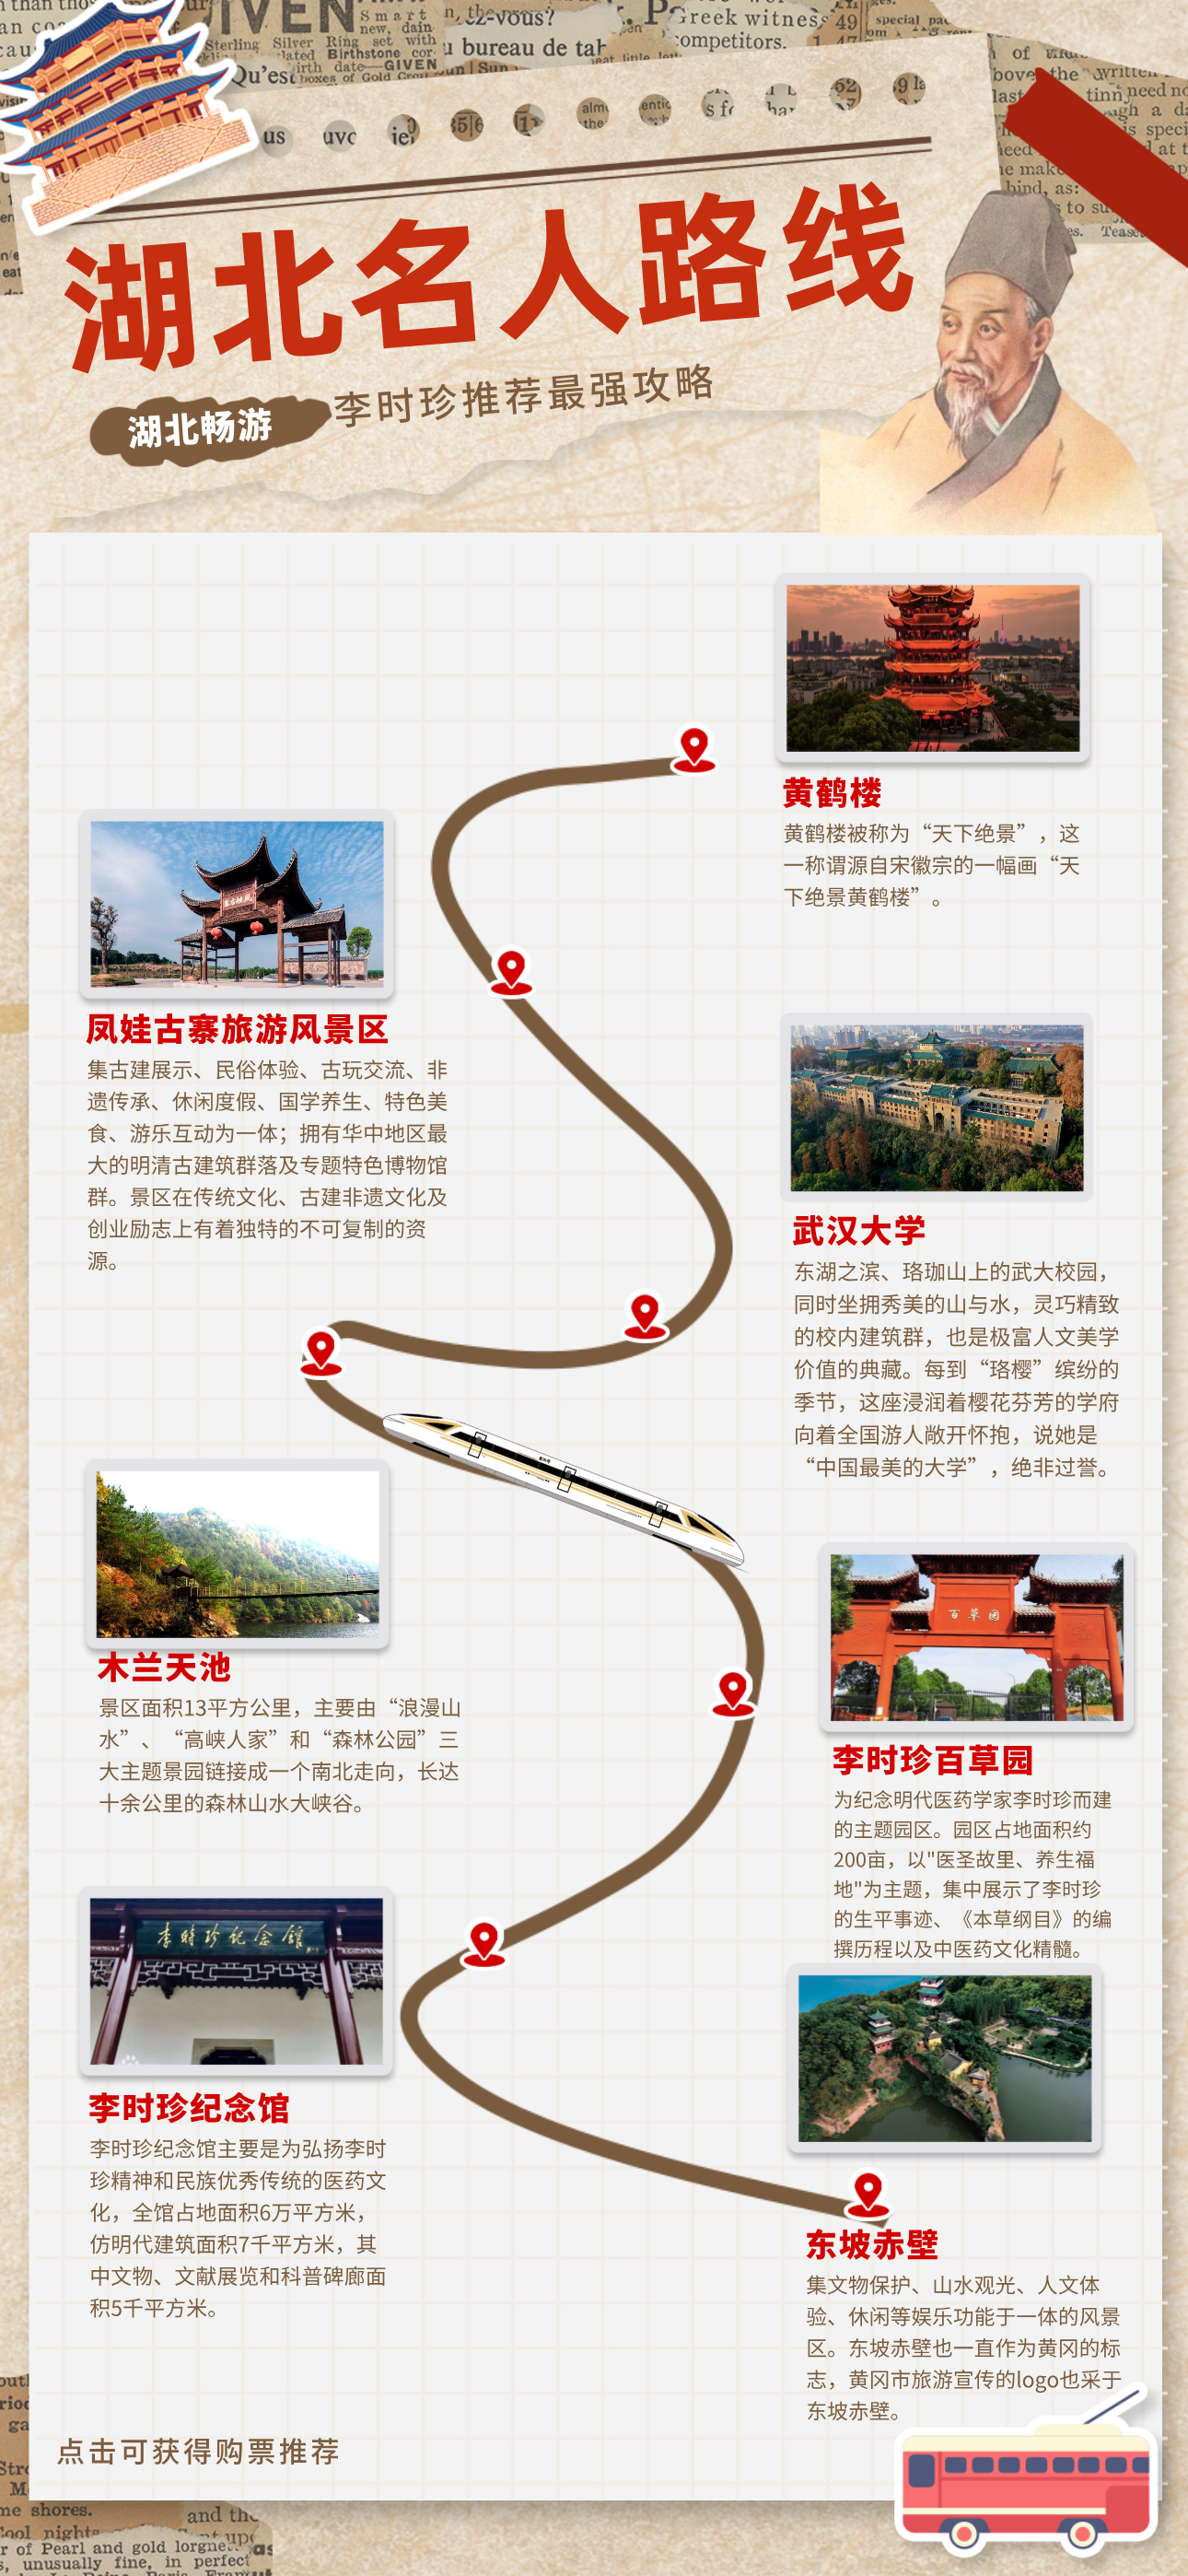 湖北名人路线
湖北畅游
李时珍推荐最强攻略
黄鹤楼
黄鹤楼被称为“天下绝景”，这
一称谓源自宋徽宗的一幅画“天
下绝景黄鹤楼”。
凤娃古寨旅游风景区
集古建展示、民俗体验、古玩交流、非
遗传承、休闲度假、国学养生、特色美
食、游乐互动为一体；拥有华中地区最
大的明清古建筑群落及专题特色博物馆
群。景区在传统文化、古建非遗文化及
创业励志上有着独特的不可复制的资
源。
武汉大学
东湖之滨、珞珈山上的武大校园，
同时坐拥秀美的山与水，灵巧精致
的校内建筑群，也是极富人文美学
价值的典藏。每到“珞樱”缤纷的
季节，这座浸润着樱花芬芳的学府
向着全国游人敞开怀抱，说她是
“中国最美的大学”，绝非过誉。
木兰天池
景区面积13平方公里，主要由“浪漫山
水”、“高峡人家”和“森林公园”三
大主题景园链接成一个南北走向，长达
十余公里的森林山水大峡谷。
百草园
李时珍百草园
为纪念明代医药学家李时珍而建
的主题园区。园区占地面积约
200亩，以"医圣故里、养生福
地"为主题，集中展示了李时珍
的生平事迹、《本草纲目》的编
撰历程以及中医药文化精髓。
李时珍纪念馆
李时珍纪念馆
李时珍纪念馆主要是为弘扬李时
珍精神和民族优秀传统的医药文
化，全馆占地面积6万平方米，
仿明代建筑面积7千平方米，其
中文物、文献展览和科普碑廊面
积5千平方米。
东坡赤壁
集文物保护、山水观光、人文体
验、休闲等娱乐功能于一体的风景
区。东坡赤壁也一直作为黄冈的标
志，黄冈市旅游宣传的logo也采于
东坡赤壁。
点击可获得购票推荐